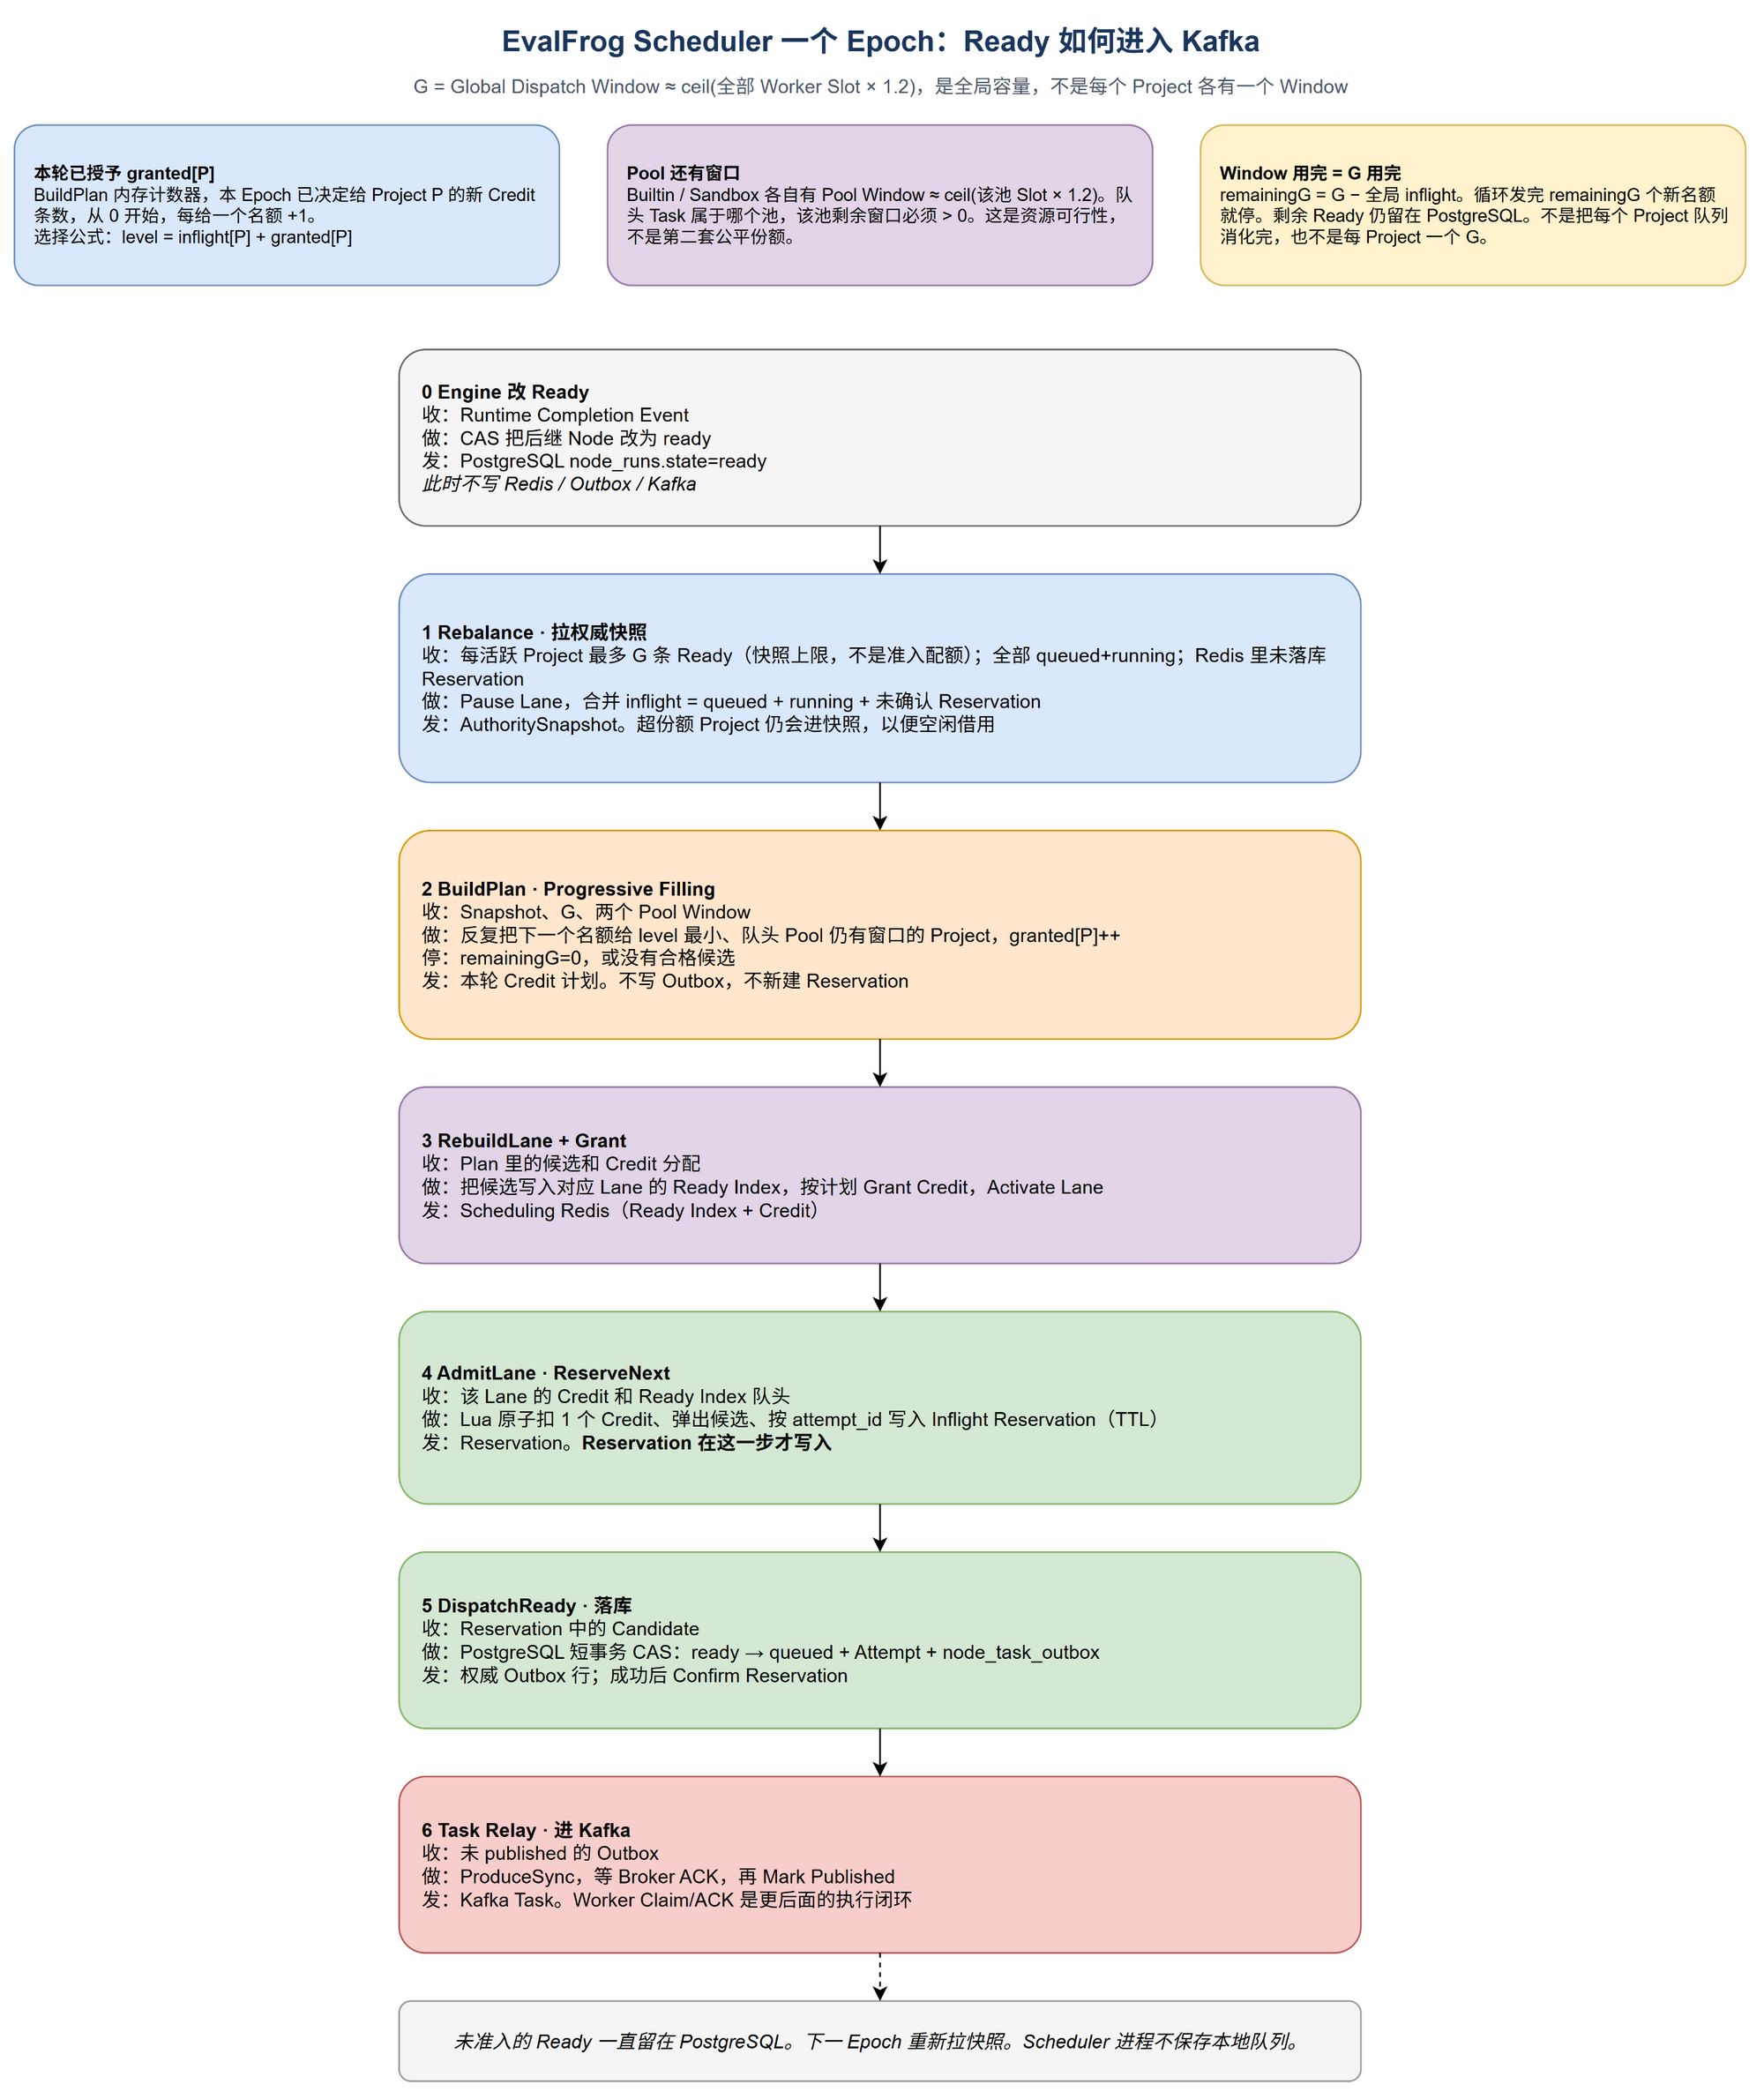 EvalFrog Scheduler 一个 Epoch：Ready 如何进入 Kafka
G = Global Dispatch Window ≈ ceil(全部 Worker Slot × 1.2)，是全局容量，不是每个 Project 各有一个 Window
本轮已授予 granted[P]
BuildPlan 内存计数器，本 Epoch 已决定给 Project P 的新 Credit
条数，从 0 开始，每给一个名额 +1。
选择公式：level = inflight[P] + granted[P]
Pool 还有窗口
Builtin / Sandbox 各自有 Pool Window ≈ ceil(该池 Slot × 1.2)。队
头 Task 属于哪个池，该池剩余窗口必须 > 0。这是资源可行性，
不是第二套公平份额。
Window 用完 = G 用完
remainingG = G − 全局 inflight。循环发完 remainingG 个新名额
就停。剩余 Ready 仍留在 PostgreSQL。不是把每个 Project 队列
消化完，也不是每 Project 一个 G。
0 Engine 改 Ready
收：Runtime Completion Event
做：CAS 把后继 Node 改为 ready
发：PostgreSQL node_runs.state=ready
此时不写 Redis / Outbox / Kafka
1 Rebalance · 拉权威快照
收：每活跃 Project 最多 G 条 Ready（快照上限，不是准入配额）；全部 queued+running；Redis 里未落库
Reservation
做：Pause Lane，合并 inflight = queued + running + 未确认 Reservation
发：AuthoritySnapshot。超份额 Project 仍会进快照，以便空闲借用
2 BuildPlan · Progressive Filling
收：Snapshot、G、两个 Pool Window
做：反复把下一个名额给 level 最小、队头 Pool 仍有窗口的 Project，granted[P]++
停：remainingG=0，或没有合格候选
发：本轮 Credit 计划。不写 Outbox，不新建 Reservation
3 RebuildLane + Grant
收：Plan 里的候选和 Credit 分配
做：把候选写入对应 Lane 的 Ready Index，按计划 Grant Credit，Activate Lane
发：Scheduling Redis（Ready Index + Credit）
4 AdmitLane · ReserveNext
收：该 Lane 的 Credit 和 Ready Index 队头
做：Lua 原子扣 1 个 Credit、弹出候选、按 attempt_id 写入 Inflight Reservation（TTL）
发：Reservation。Reservation 在这一步才写入
5 DispatchReady · 落库
收：Reservation 中的 Candidate
做：PostgreSQL 短事务 CAS：ready → queued + Attempt + node_task_outbox
发：权威 Outbox 行；成功后 Confirm Reservation
6 Task Relay · 进 Kafka
收：未 published 的 Outbox
做：ProduceSync，等 Broker ACK，再 Mark Published
发：Kafka Task。Worker Claim/ACK 是更后面的执行闭环
未准入的 Ready 一直留在 PostgreSQL。下一 Epoch 重新拉快照。Scheduler 进程不保存本地队列。